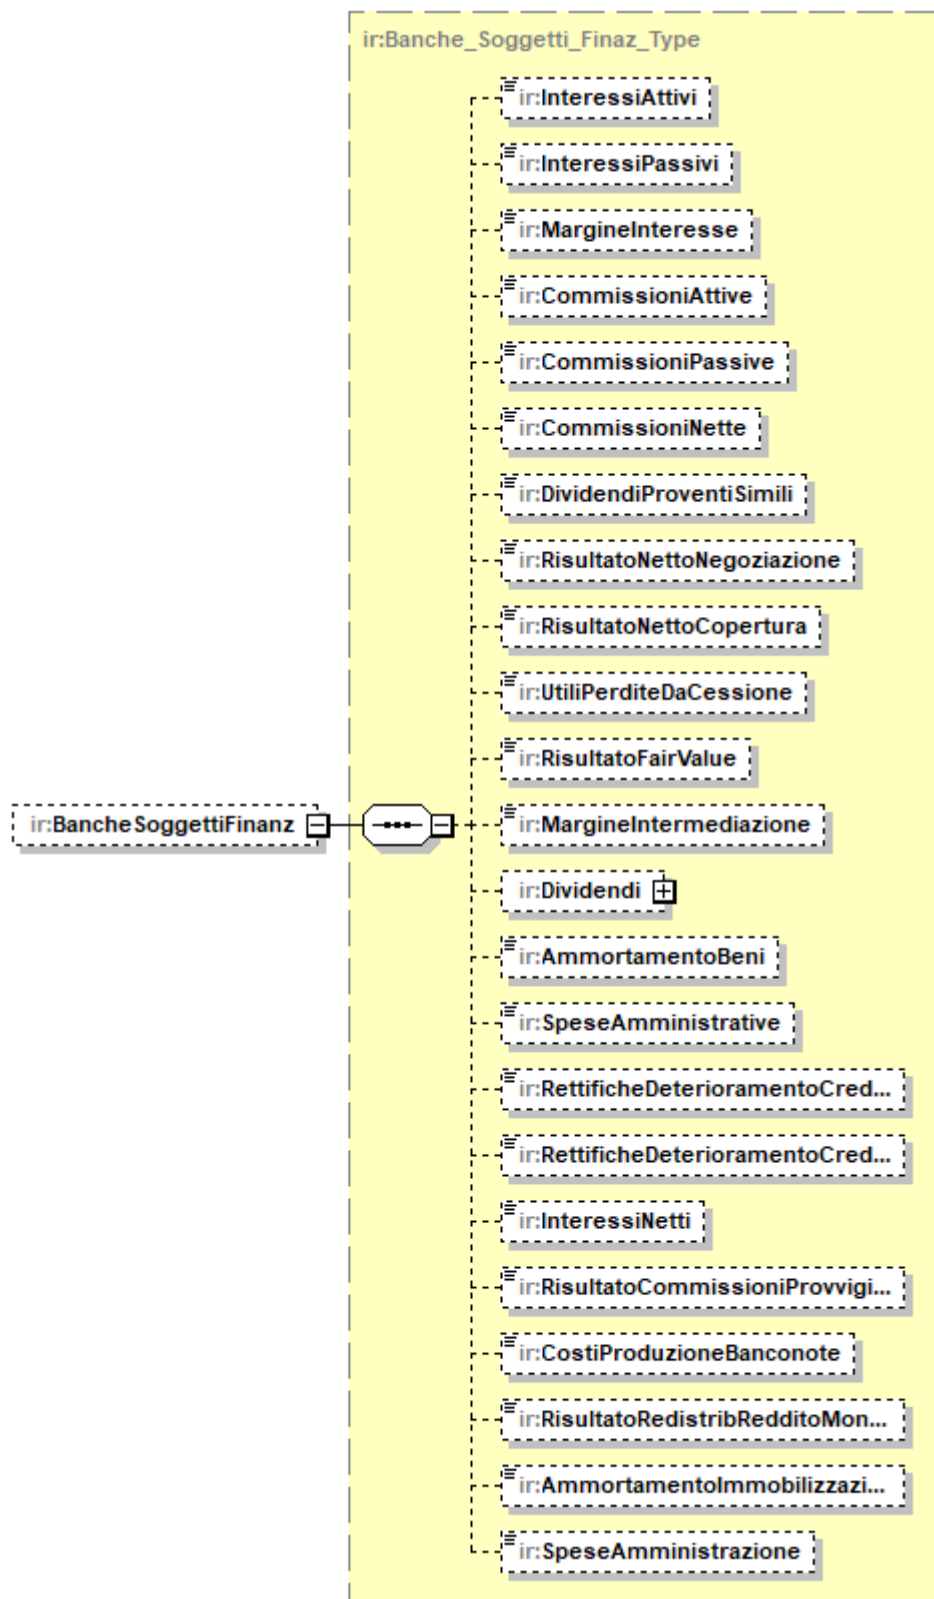 ir:Banche_Soggetti_Finaz_Type
ir:InteressiAttivi
ir:InteressiPassivi
ir:MargineInteresse
ir:CommissioniAttive
ir:CommissioniPassive
ir:CommissioniNette
ir:DividendiProventiSimili
ir:RisultatoNettoNegoziazione
ir:RisultatoNettoCopertura
ir:UtiliPerditeDaCessione
ir:RisultatoFairValue
ir:BancheSoggettiFinanz
ir:MargineIntermediazione
ir:Dividendi
ir:AmmortamentoBeni
ir:SpeseAmministrative
ir:RettificheDeterioramentoCred...
ir:RettificheDeterioramentoCred...
ir:InteressiNetti
ir:RisultatoCommissioniProvvigi...
ir:CostiProduzioneBanconote
ir:RisultatoRedistribRedditoMon...
ir:AmmortamentoImmobilizzazi...
ir:SpeseAmministrazione